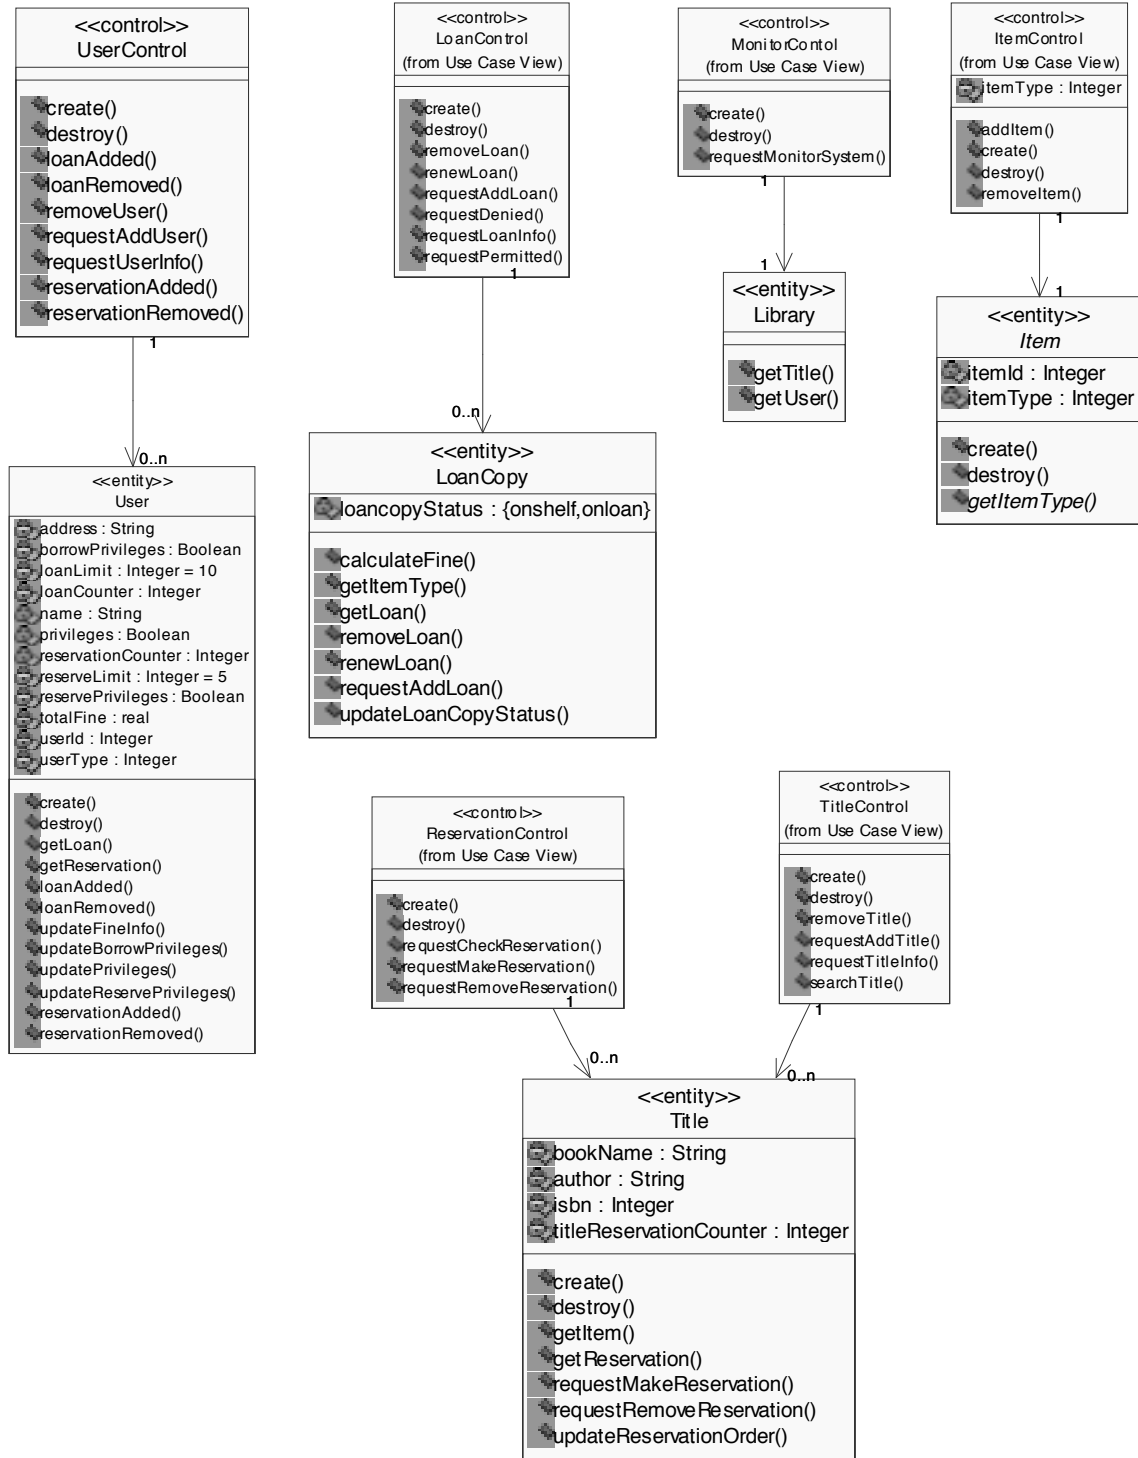 <<control>>
UserControl
create()
destroy()
loanAdded()
loanRemoved()
removeUser()
requestAddUser()
requestUserInfo()
reservationAdded()
reservationRemoved()
1
0..n
<<entity>>
User
address : String
borrowPrivileges : Boolean
loanLimit : Integer = 10
loanCounter : Integer
name : String
privileges : Boolean
reservationCounter : Integer
reserveLimit : Integer = 5
reservePrivileges : Boolean
totalFine : real
userId : Integer
userType : Integer
create()
destroy()
getLoan()
getReservation()
loanAdded()
loanRemoved()
updateFineInfo()
updateBorrowPrivileges()
updatePrivileges()
updateReservePrivileges()
reservationAdded()
reservationRemoved()
<<control>>
LoanControl
(from Use Case View)
create()
destroy()
removeLoan()
renewLoan()
requestAddLoan()
requestDenied()
requestLoanInfo()
requestPermitted()
1
0..n
<<entity>>
LoanCopy
loancopyStatus : {onshelf,onloan}
calculateFine()
getItemType()
getLoan()
removeLoan()
renewLoan()
requestAddLoan()
updateLoanCopyStatus()
<<control>>
MonitorContol
(from Use Case View)
create()
destroy()
requestMonitorSystem()
1
1
<<entity>>
Library
getTitle()
getUser()
<<control>>
ItemControl
(from Use Case View)
itemType : Integer
addItem()
create()
destroy()
removeItem()
1
1
<<entity>>
Item
itemId : Integer
itemType : Integer
create()
destroy()
getItemType()
<<control>>
ReservationControl
(from Use Case View)
create()
destroy()
requestCheckReservation()
requestMakeReservation()
requestRemoveReservation()
1
0..n
<<control>>
TitleControl
(from Use Case View)
create()
destroy()
removeTitle()
requestAddTitle()
requestTitleInfo()
searchTitle()
1
0..n
<<entity>>
Title
bookName : String
author : String
isbn : Integer
titleReservationCounter : Integer
create()
destroy()
getItem()
getReservation()
requestMakeReservation()
requestRemoveReservation()
updateReservationOrder()